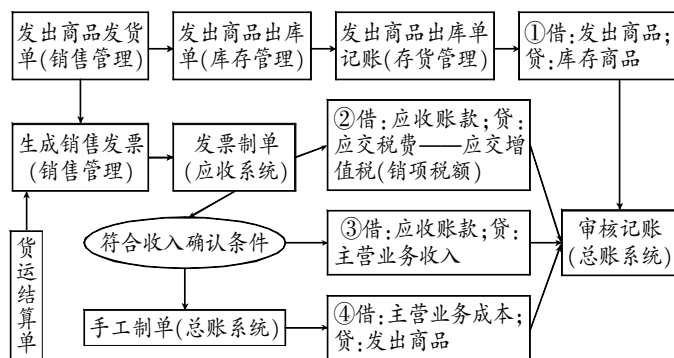 发出商品发货
单(销售管理)
发出商品出库
单(库存管理)
发出商品出库单
记账(存货管理)
①借:发出商品;
贷:库存商品
生成销售发票
(销售管理)
发票制单
(应收系统)
②借:应收账款;贷:
应交税费——应交增
值税(销项税额)
货运结算单
符合收入确认条件
③借:应收账款;贷:
主营业务收入
审核记账
(总账系统)
手工制单(总账系统)
④借:主营业务成本;
贷:发出商品